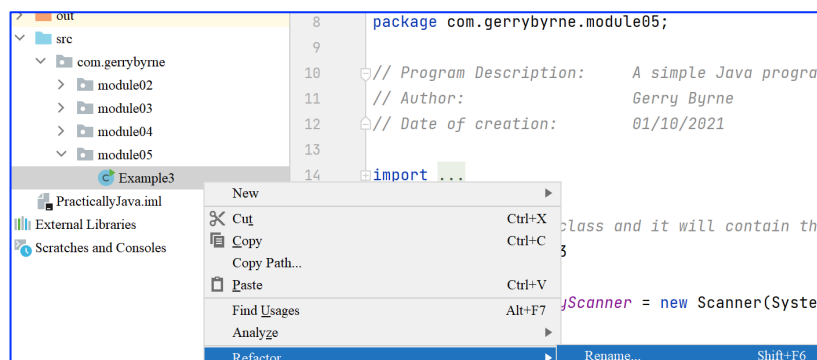 out
src
com.gerrybyrne
module02
module03
module04
module05
Example3
PracticallyJava.iml
External Libraries
Scratches and Consoles
8 package com.gerrybyrne.module05;
9
10 // Program Description: A simple Java progra
11 // Author: Gerry Byrne
12 // Date of creation: 01/10/2021
13
14 import ...
class and it will contain th
3
yScanner = new Scanner(Syste
New
Cut Ctrl+X
Copy Ctrl+C
Copy Path...
Paste Ctrl+V
Find Usages Alt+F7
Analyze
Refactor
Rename... Shift+F6